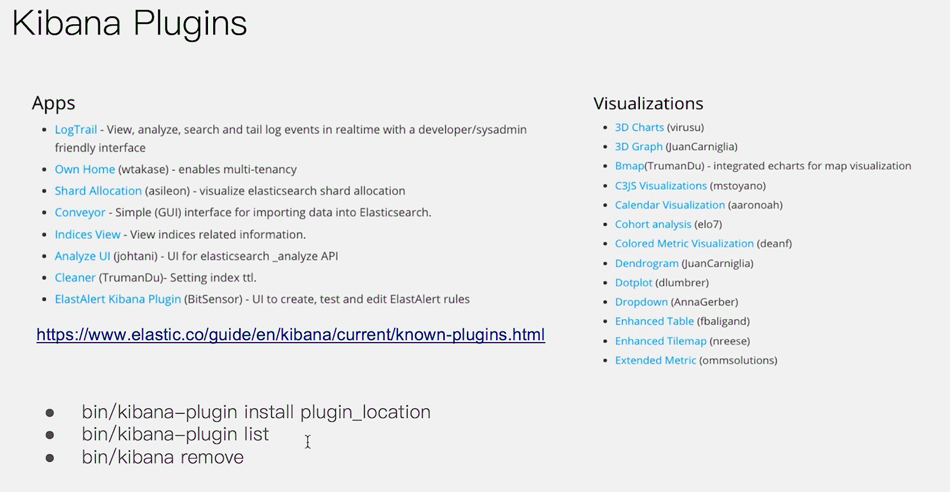 Kibana Plugins
Apps
• LogTrail - View, analyze, search and tail log events in realtime with a developer/sysadmin
friendly interface
• Own Home (wtakase) - enables multi-tenancy
• Shard Allocation (asileon) - visualize elasticsearch shard allocation
• Conveyor - Simple (GUI) interface for importing data into Elasticsearch.
• Indices View - View indices related information.
• Analyze UI (johtani) - UI for elasticsearch _analyze API
• Cleaner (TrumanDu)- Setting index ttl.
• ElastAlert Kibana Plugin (BitSensor) - UI to create, test and edit ElastAlert rules
https://www.elastic.co/guide/en/kibana/current/known-plugins.html
Visualizations
• 3D Charts (virusu)
• 3D Graph (JuanCarniglia)
• Bmap(TrumanDu) - integrated echarts for map visualization
• C3JS Visualizations (mstoyano)
• Calendar Visualization (aaronoah)
• Cohort analysis (elo7)
• Colored Metric Visualization (deanf)
• Dendrogram (JuanCarniglia)
• Dotplot (dlumbrer)
• Dropdown (AnnaGerber)
• Enhanced Table (fbaligand)
• Enhanced Tilemap (nreese)
• Extended Metric (ommsolutions)
• bin/kibana-plugin install plugin_location
• bin/kibana-plugin list
• bin/kibana remove